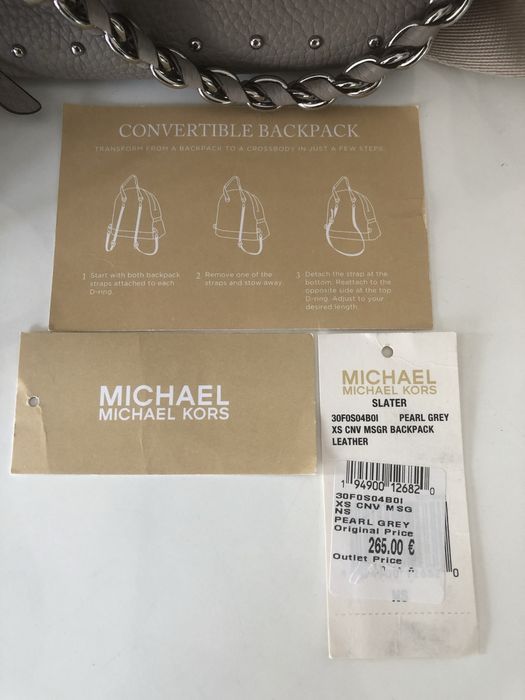 CONVERTIBLE BACKPACK
TRANSFORM FROM A BACKPACK TO A CROSSBODY IN JUST A FEW STEPS.
1 Start with both backpack
straps attached to each
D-ring.
2 Remove one of the
straps and stow away.
3 Detach the strap at the
bottom. Reattach to the
opposite side at the top
D-ring. Adjust to your
desired length.
MICHAEL
MICHAEL KORS
MICHAEL
MICHAEL KORS
SLATER
30F0S04B0I PEARL GREY
XS CNV MSGR BACKPACK
LEATHER
1 94900 12682 0
30F0S04B0I
XS CNV MSG
NS
PEARL GREY
Original Price
265.00 €
Outlet Price